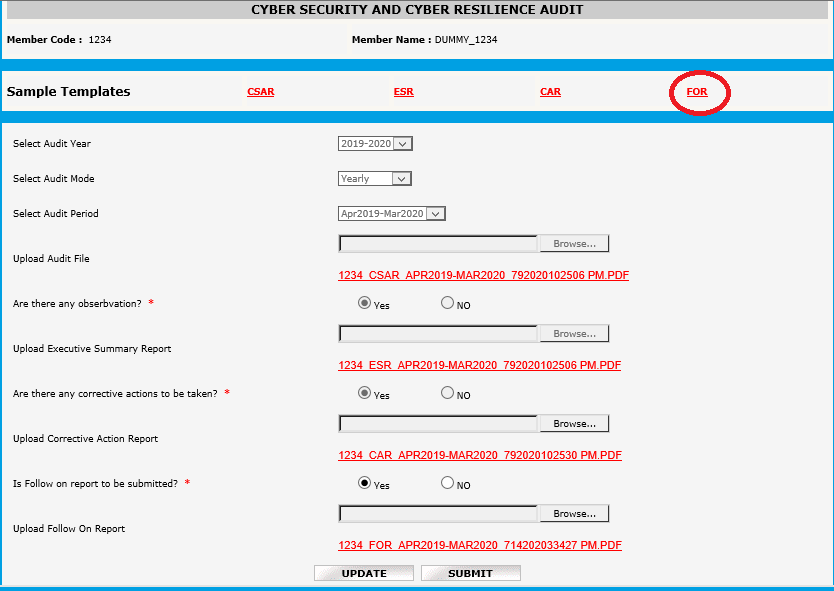 CYBER SECURITY AND CYBER RESILIENCE AUDIT
Member Code : 1234 Member Name : DUMMY_1234
Sample Templates CSAR ESR CAR FOR
Select Audit Year 2019-2020
Select Audit Mode Yearly
Select Audit Period Apr2019-Mar2020
Browse...
Upload Audit File
1234_CSAR_APR2019-MAR2020_792020102506 PM.PDF
Are there any obserbvation? * Yes NO
Browse...
Upload Executive Summary Report
1234_ESR_APR2019-MAR2020_792020102506 PM.PDF
Are there any corrective actions to be taken? * Yes NO
Browse...
Upload Corrective Action Report
1234_CAR_APR2019-MAR2020_792020102530 PM.PDF
Is Follow on report to be submitted? * Yes NO
Browse...
Upload Follow On Report
1234_FOR_APR2019-MAR2020_714202033427 PM.PDF
UPDATE SUBMIT